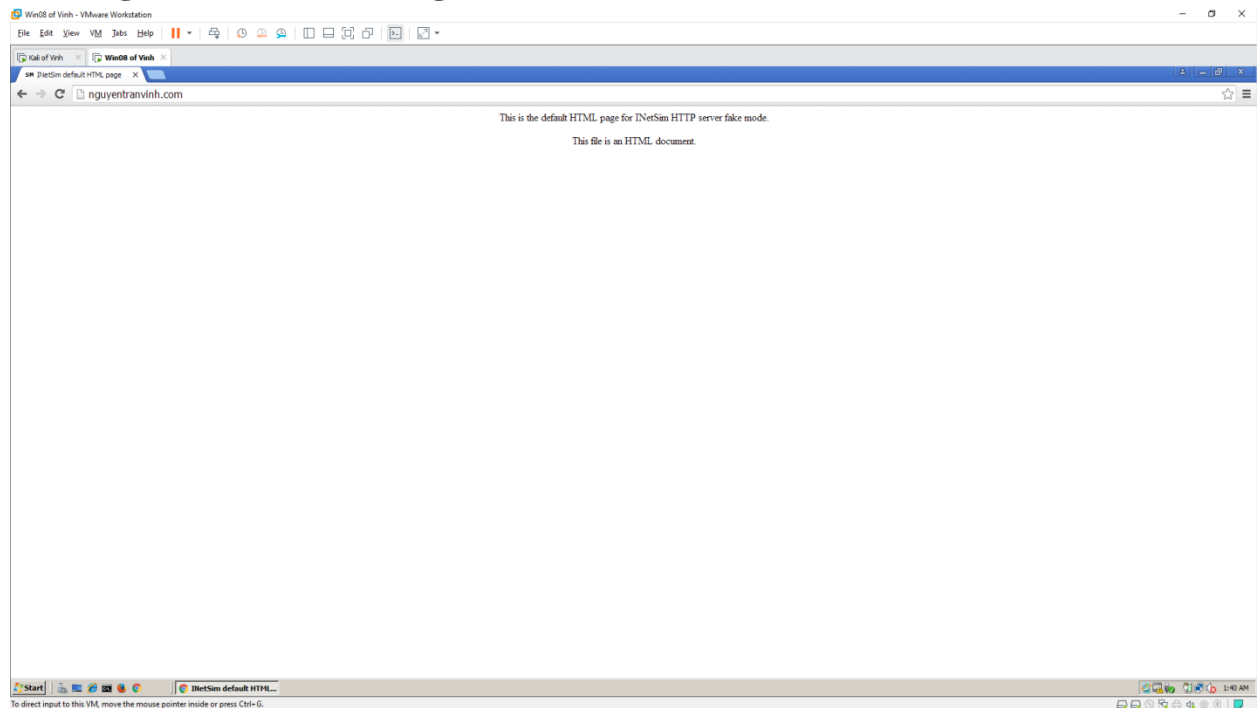 Win08 of Vinh - VMware Workstation
File Edit View VM Tabs Help
Kali of Vinh Win08 of Vinh
SM INetSim default HTML page
nguyentranvinh.com
This is the default HTML page for INetSim HTTP server fake mode.
This file is an HTML document.
Start INetSim default HTML... 1:40 AM
To direct input to this VM, move the mouse pointer inside or press Ctrl+G.